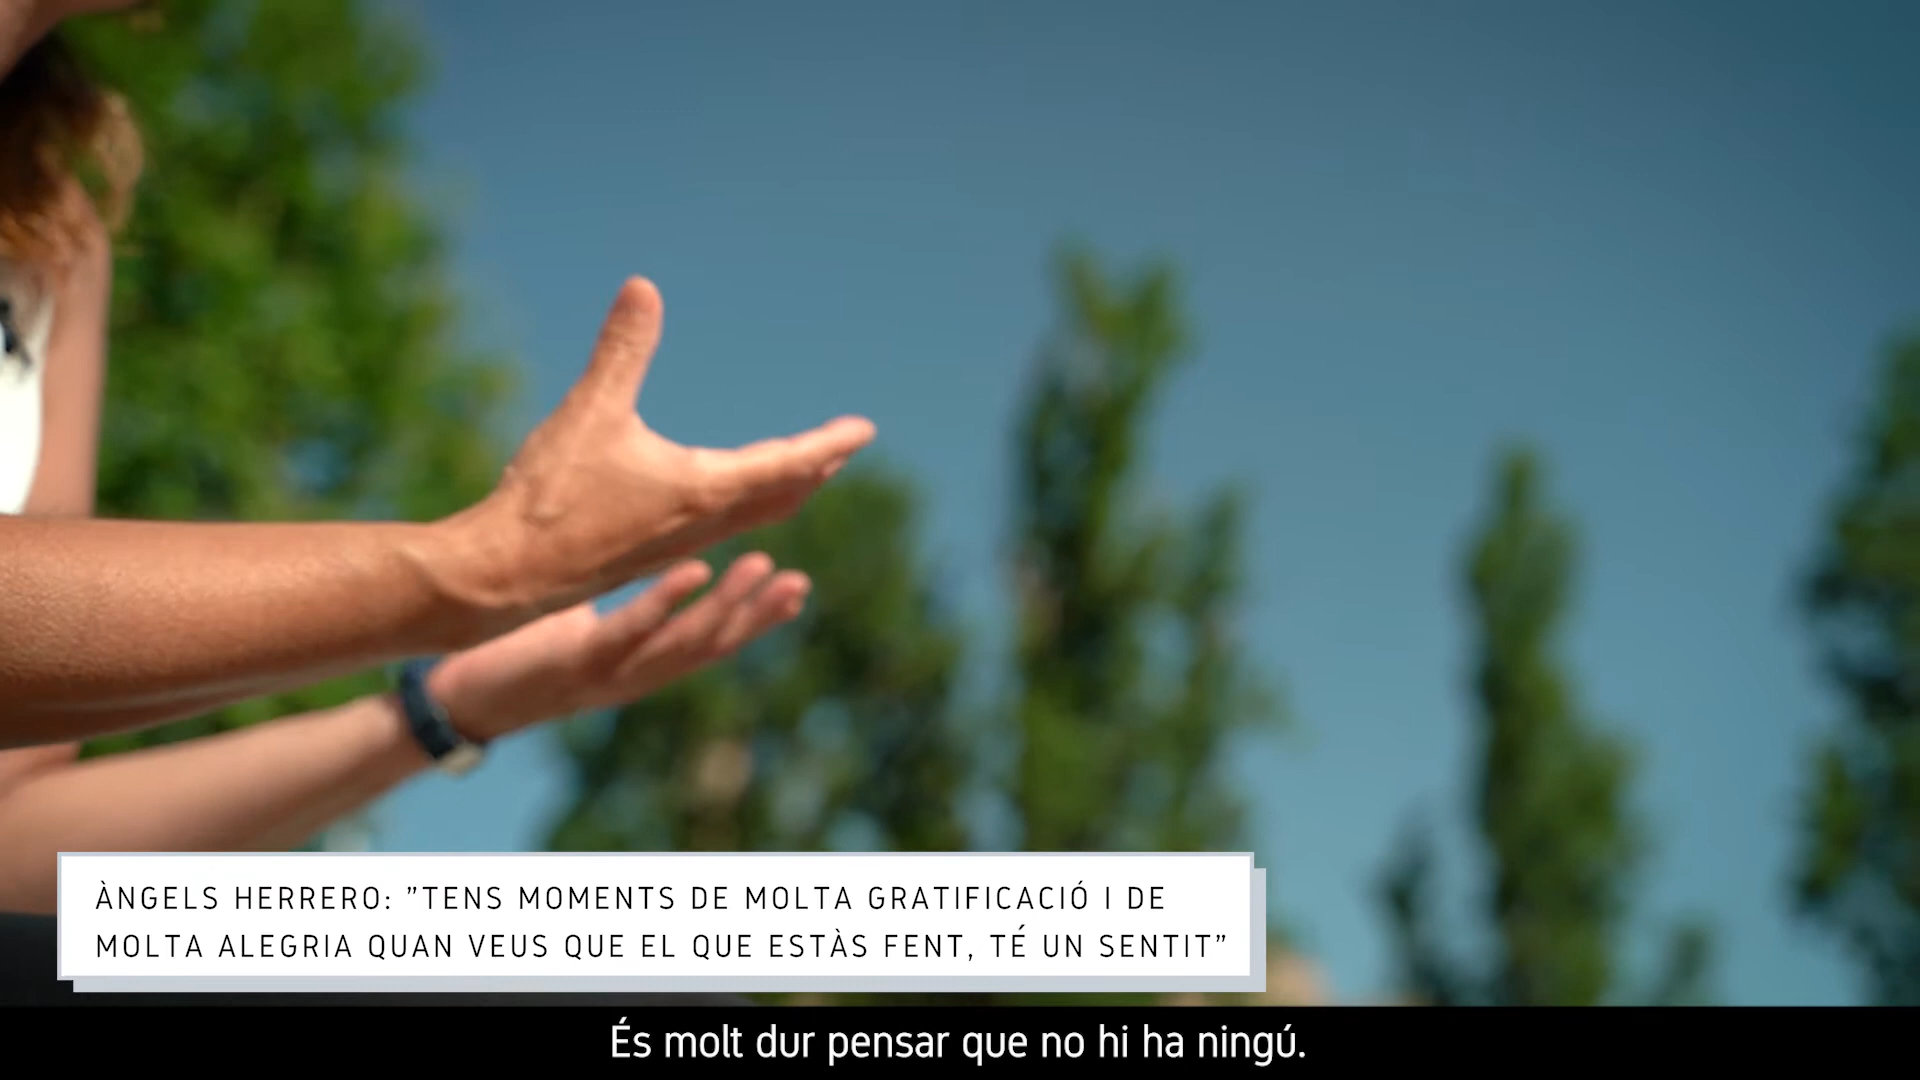 ÀNGELS HERRERO: ”TENS MOMENTS DE MOLTA GRATIFICACIÓ I DE
MOLTA ALEGRIA QUAN VEUS QUE EL QUE ESTÀS FENT, TÉ UN SENTIT”
És molt dur pensar que no hi ha ningú.